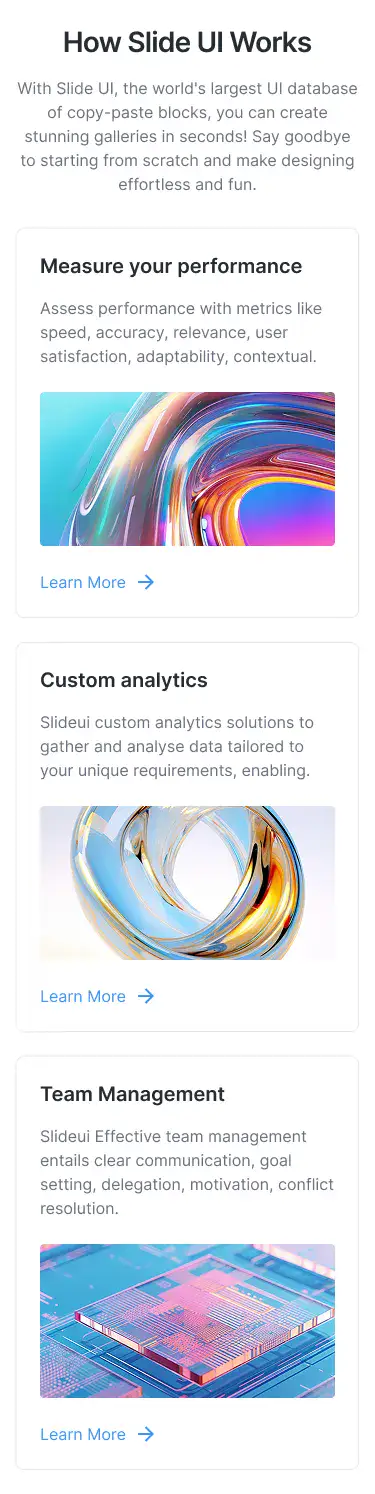 How Slide UI Works
With Slide UI, the world's largest UI database
of copy-paste blocks, you can create
stunning galleries in seconds! Say goodbye
to starting from scratch and make designing
effortless and fun.
Measure your performance
Assess performance with metrics like
speed, accuracy, relevance, user
satisfaction, adaptability, contextual.
Learn More
Custom analytics
Slideui custom analytics solutions to
gather and analyse data tailored to
your unique requirements, enabling.
Learn More
Team Management
Slideui Effective team management
entails clear communication, goal
setting, delegation, motivation, conflict
resolution.
Learn More